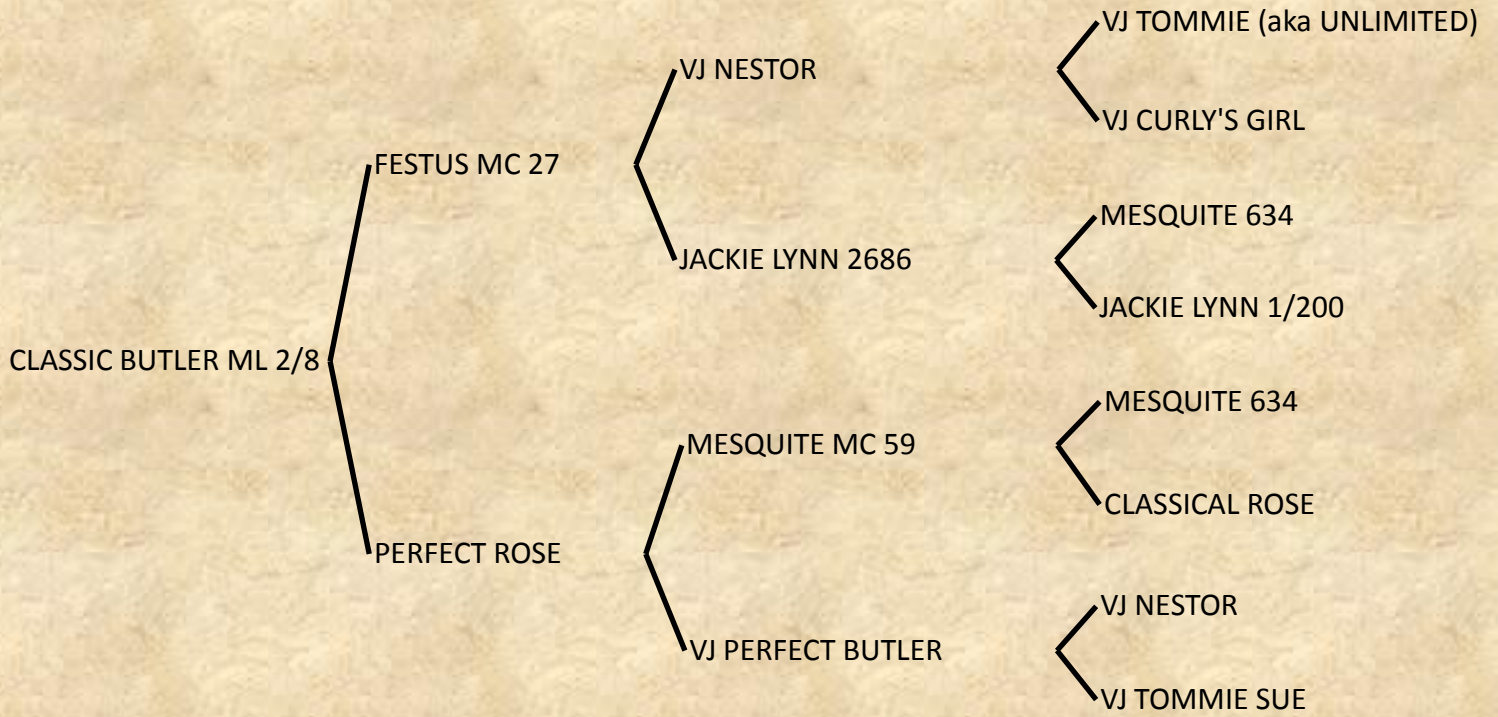 VJ TOMMIE (aka UNLIMITED)
VJ NESTOR
VJ CURLY'S GIRL
FESTUS MC 27
MESQUITE 634
JACKIE LYNN 2686
JACKIE LYNN 1/200
CLASSIC BUTLER ML 2/8
MESQUITE 634
MESQUITE MC 59
CLASSICAL ROSE
PERFECT ROSE
VJ NESTOR
VJ PERFECT BUTLER
VJ TOMMIE SUE